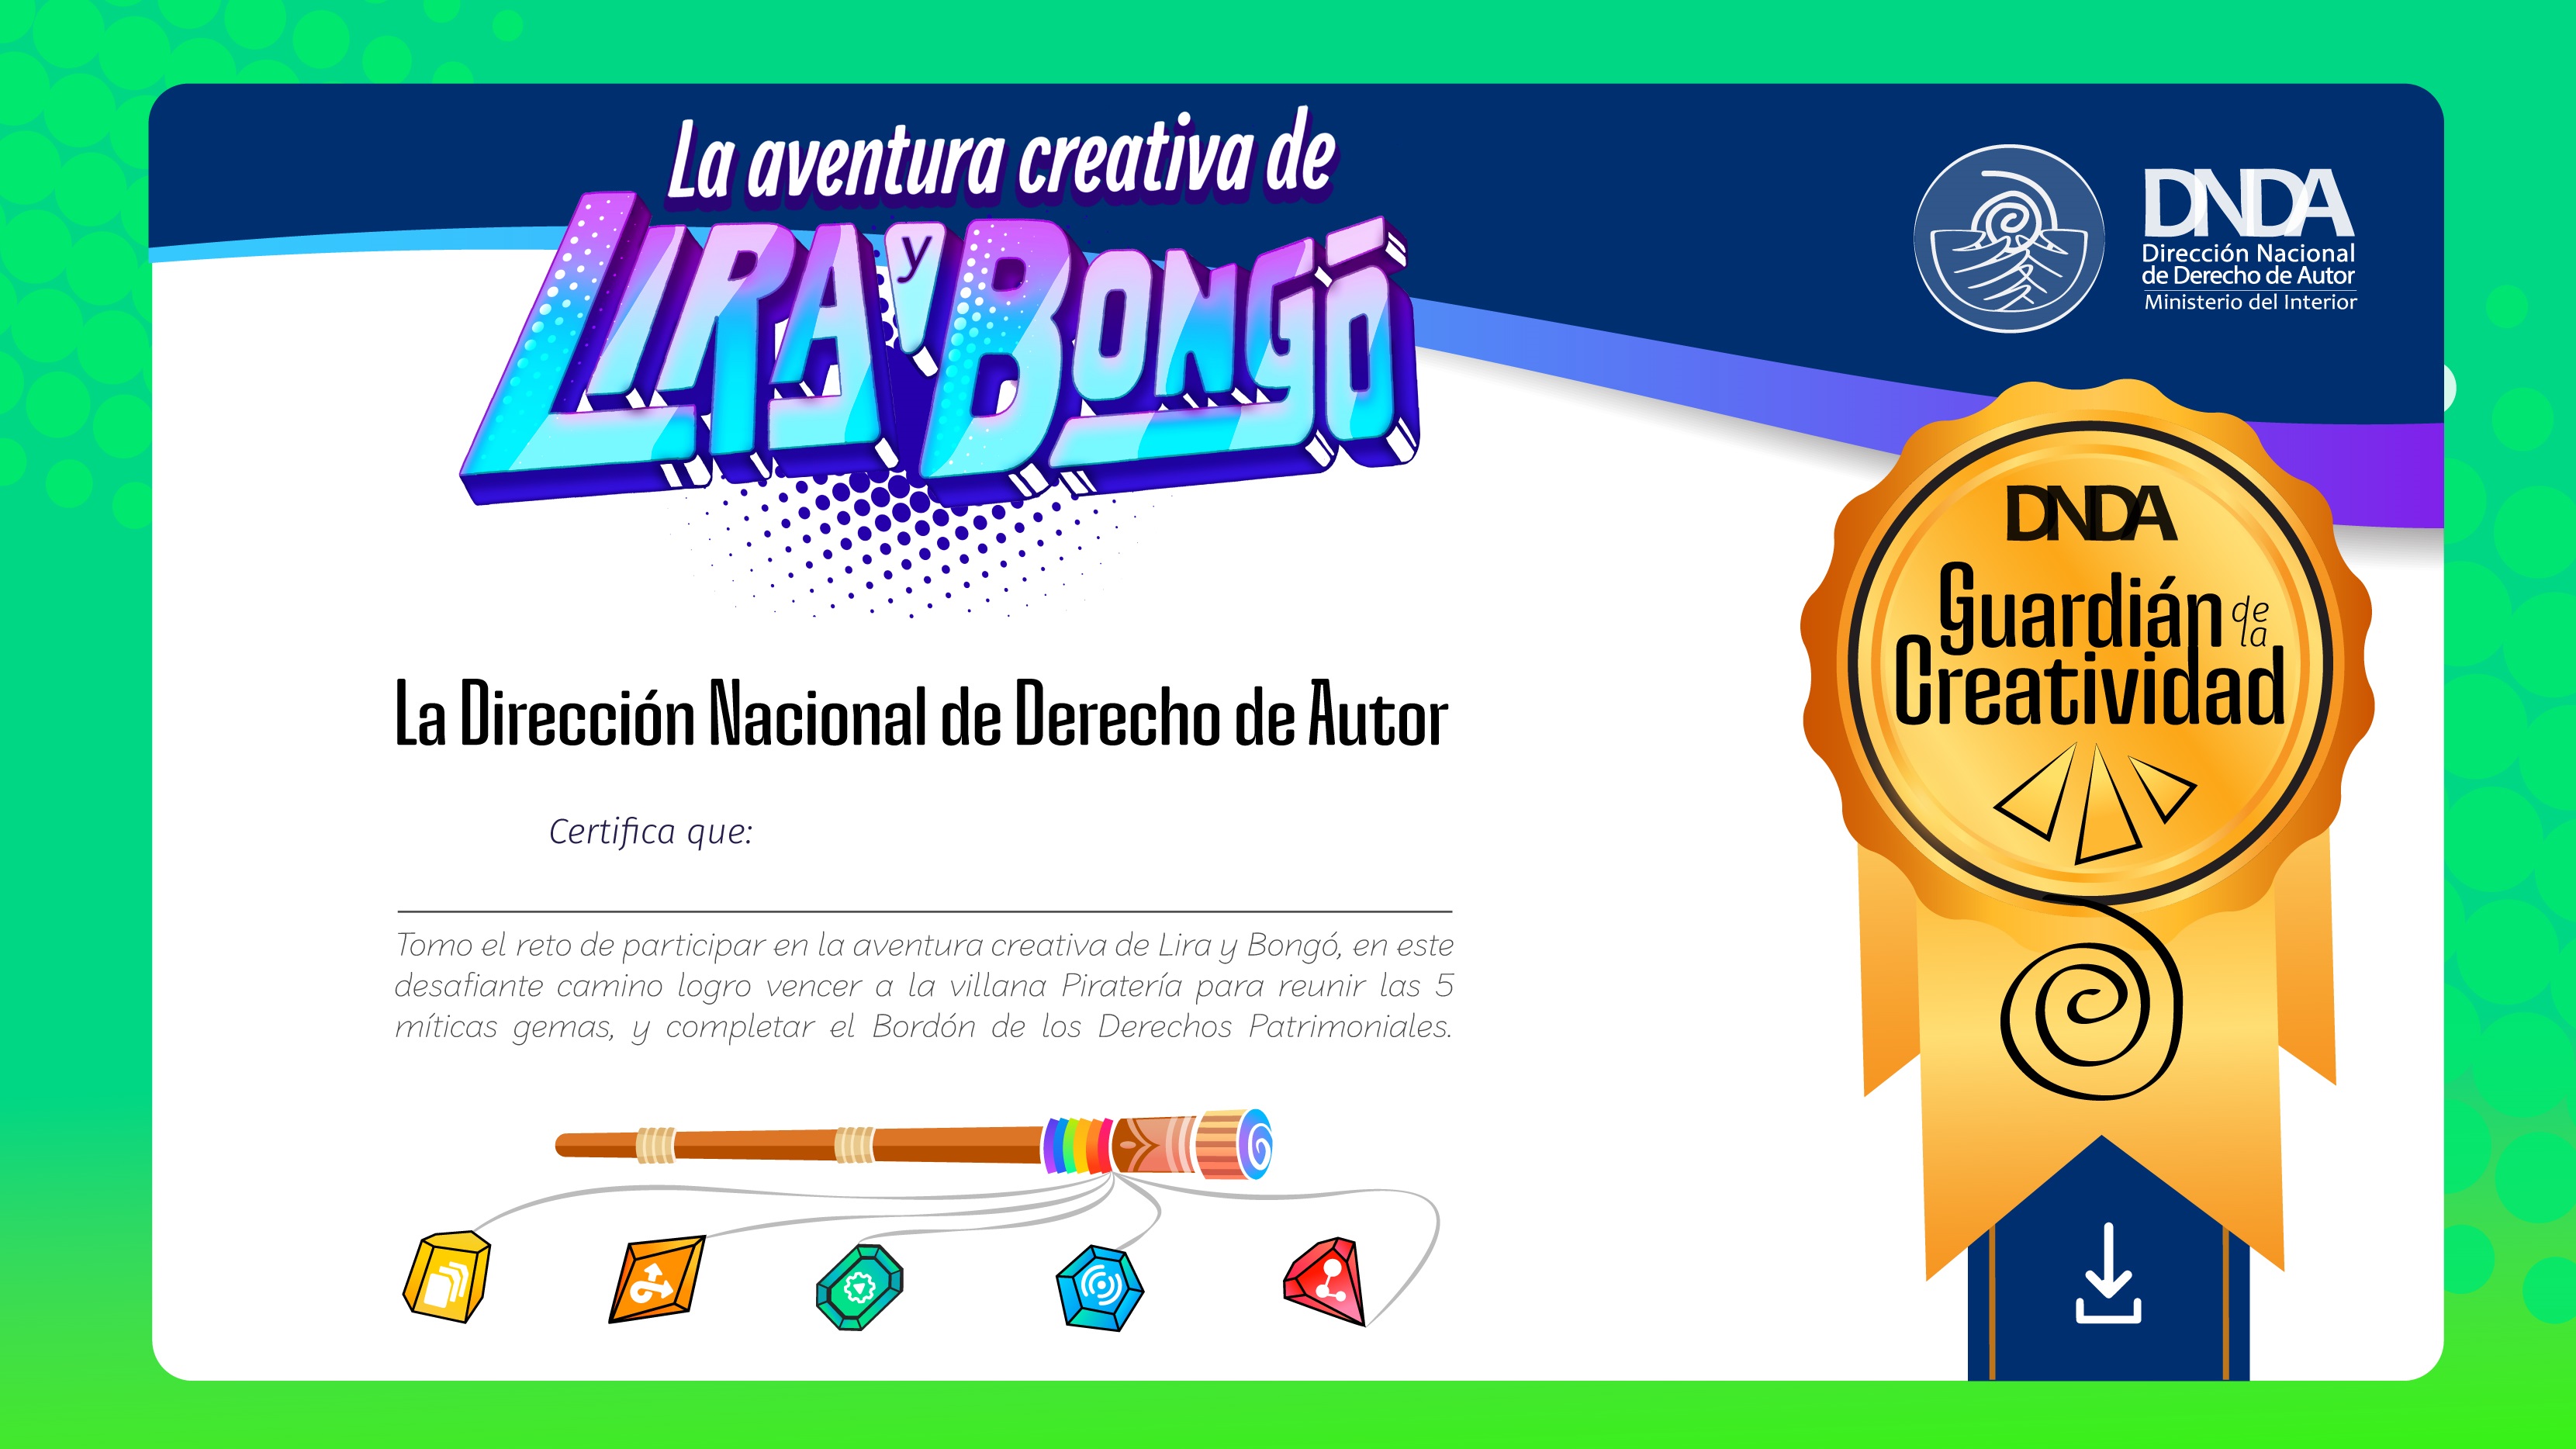 La aventura creativa de
LIRA y BONGÓ
DNDA
Dirección Nacional
de Derecho de Autor
Ministerio del Interior
DNDA
Guardián de la
Creatividad
La Dirección Nacional de Derecho de Autor
Certifica que:
Tomo el reto de participar en la aventura creativa de Lira y Bongó, en este
desafiante camino logro vencer a la villana Piratería para reunir las 5
míticas gemas, y completar el Bordón de los Derechos Patrimoniales.